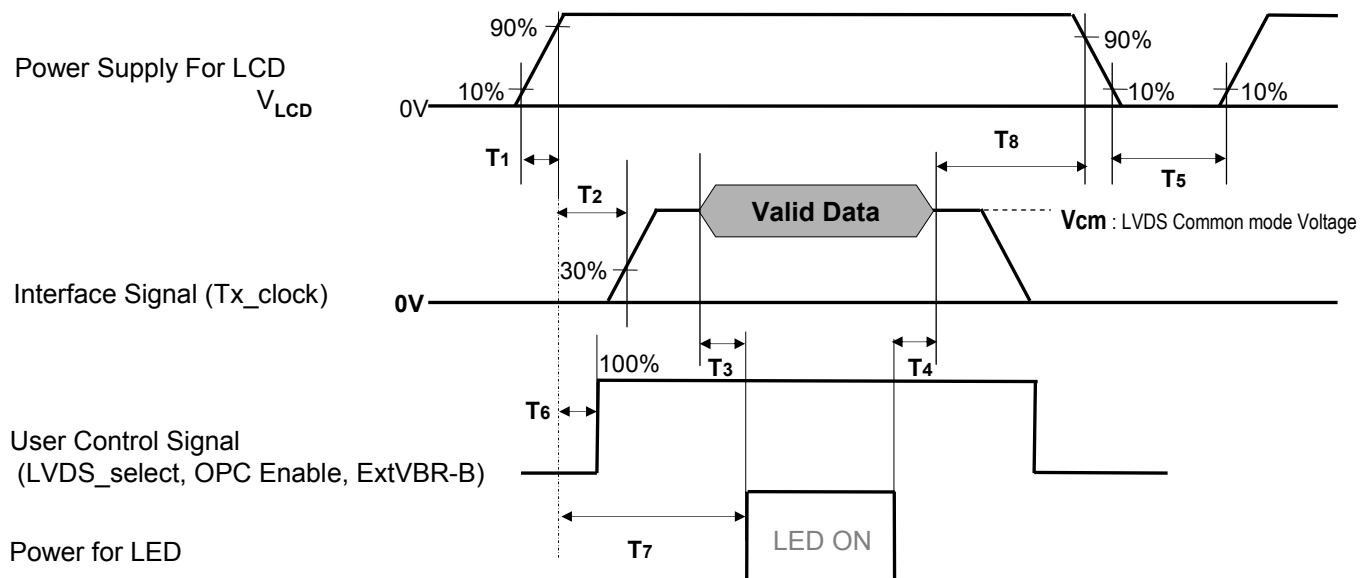 90%
90%
Power Supply For LCD
VLCD
10%
10%
10%
0V
T1
T8
T2
T5
Valid Data
Vcm : LVDS Common mode Voltage
30%
Interface Signal (Tx_clock)
0V
T3
T4
100%
T6
User Control Signal
(LVDS_select, OPC Enable, ExtVBR-B)
T7
LED ON
Power for LED